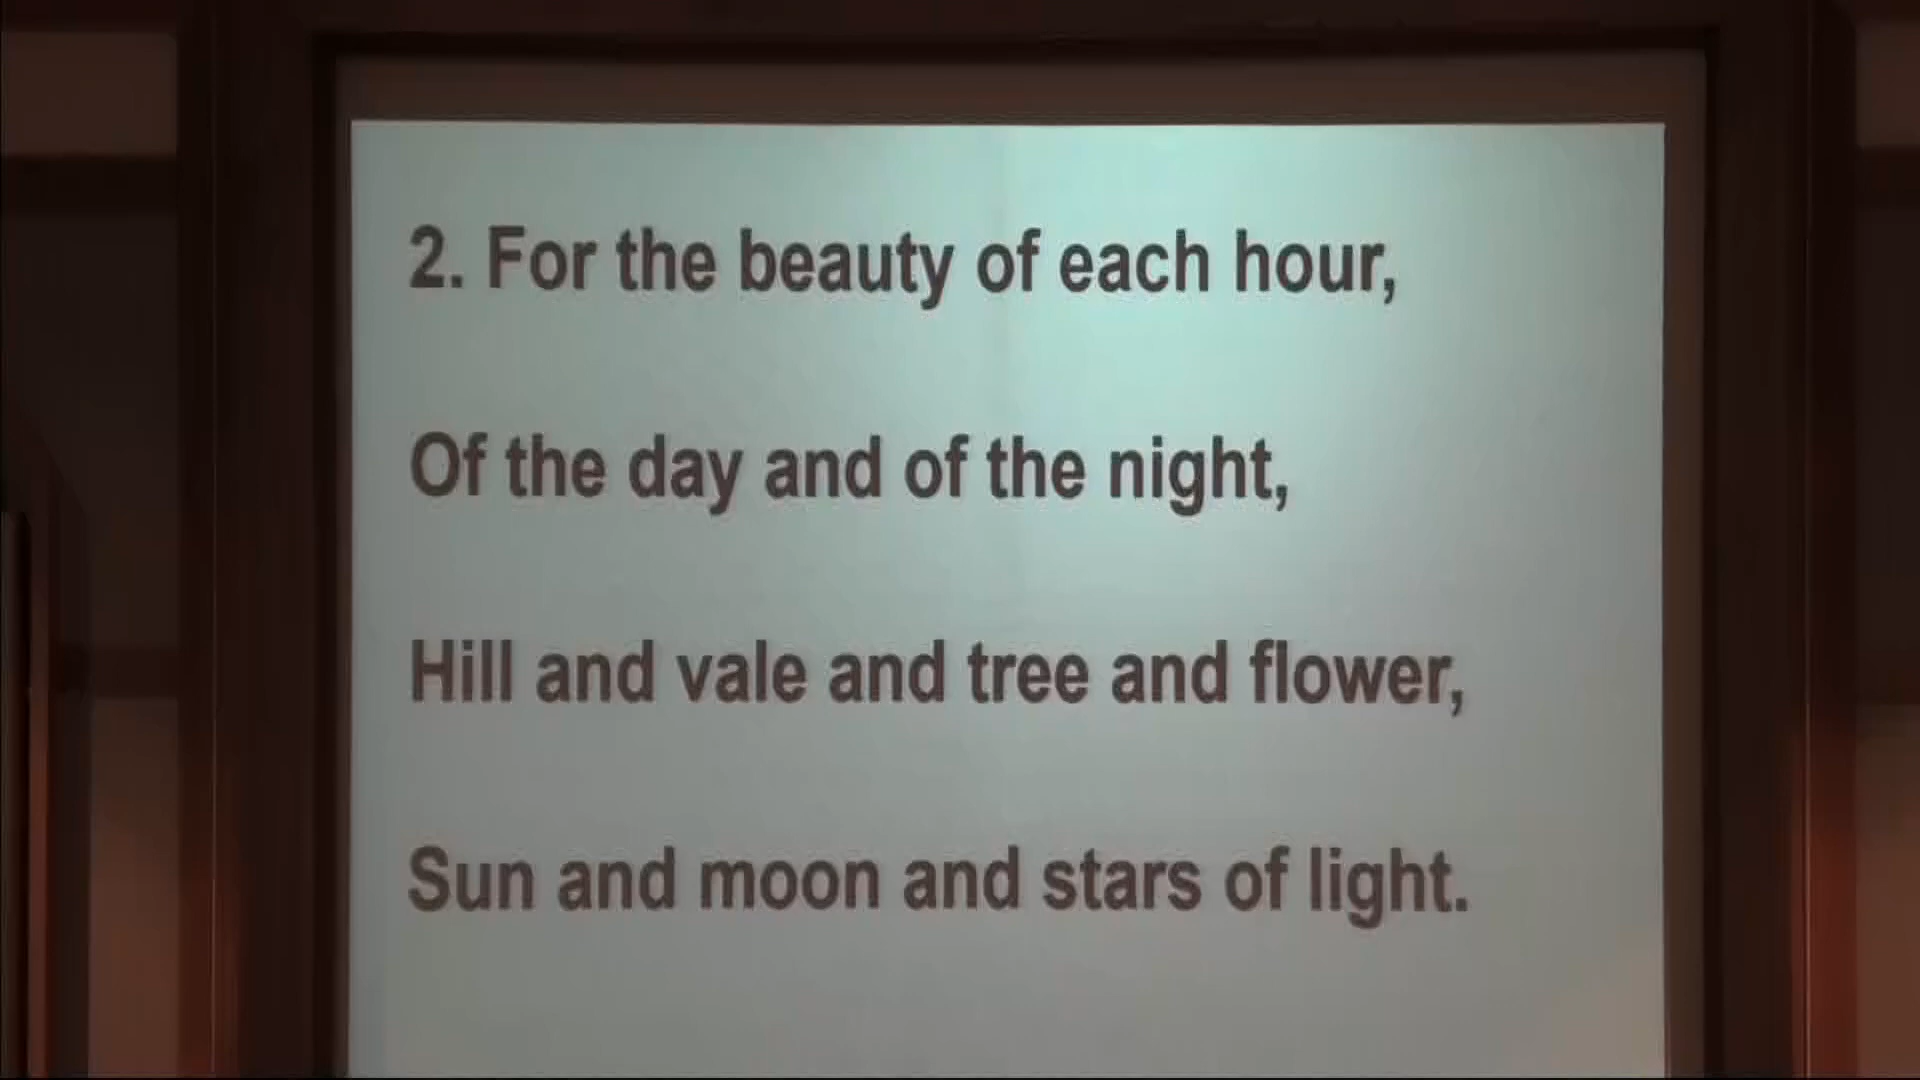 2. For the beauty of each hour,
Of the day and of the night,
Hill and vale and tree and flower,
Sun and moon and stars of light.